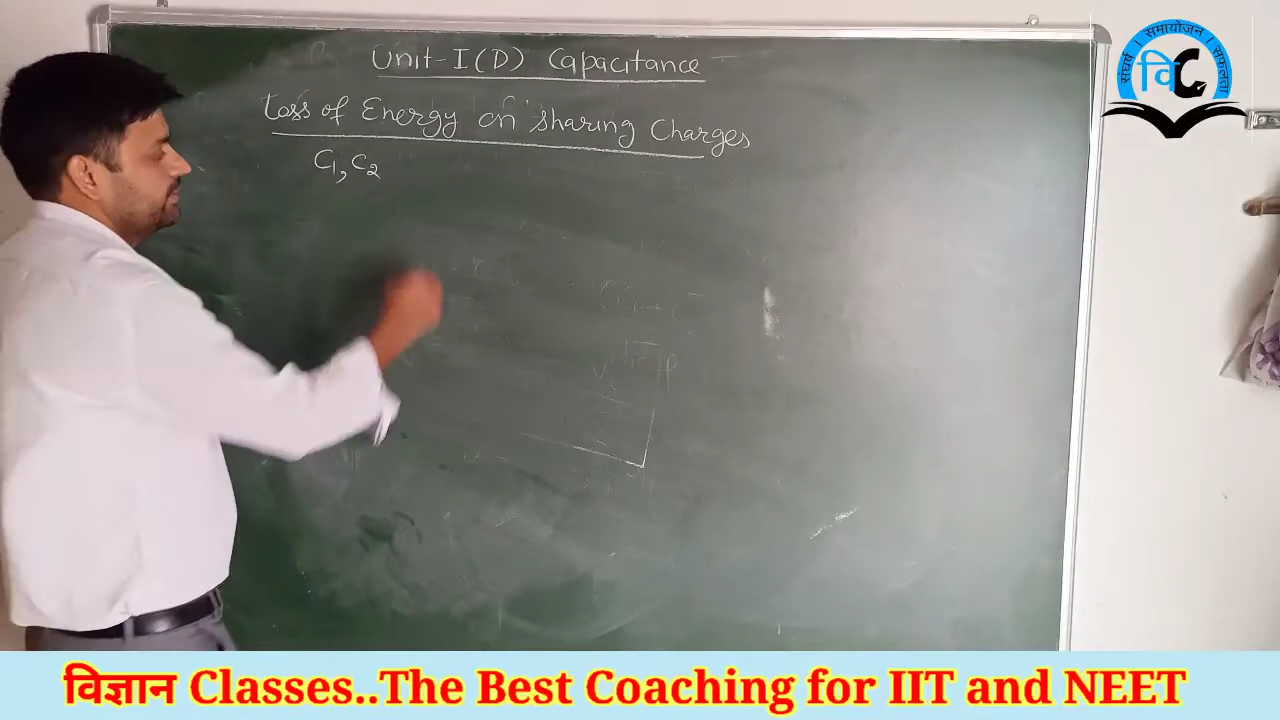 Unit-I(D) Capacitance
Loss of Energy on Sharing Charges
C₁, C₂
संघर्ष । समायोजन । सफलता
विC
विज्ञान Classes..The Best Coaching for IIT and NEET